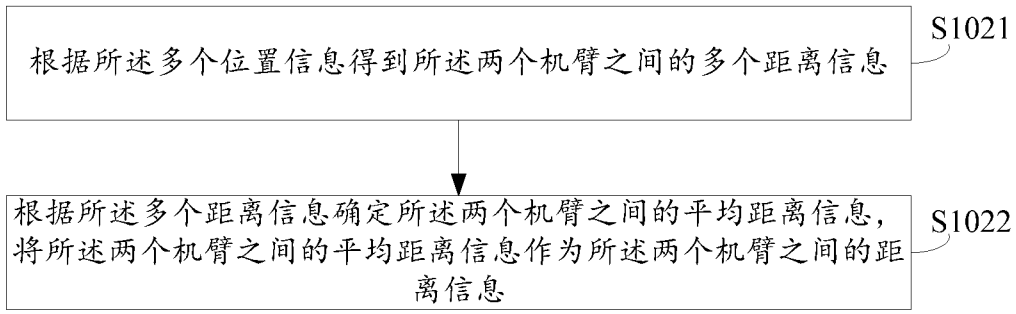 S1021
根据所述多个位置信息得到所述两个机臂之间的多个距离信息
S1022
根据所述多个距离信息确定所述两个机臂之间的平均距离信息，
将所述两个机臂之间的平均距离信息作为所述两个机臂之间的距
离信息